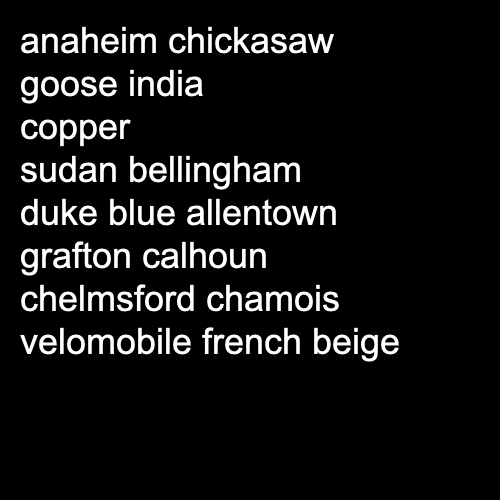 anaheim chickasaw
goose india
copper
sudan bellingham
duke blue allentown
grafton calhoun
chelmsford chamois
velomobile french beige